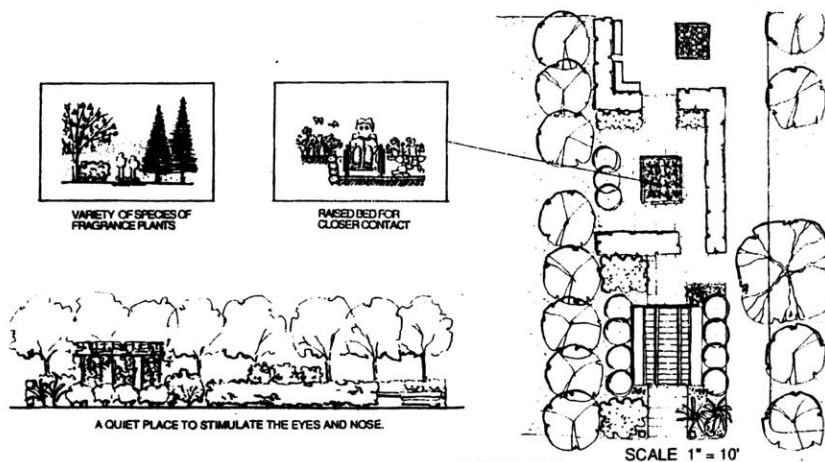 VARIETY OF SPECIES OF
FRAGRANCE PLANTS
RAISED BED FOR
CLOSER CONTACT
A QUIET PLACE TO STIMULATE THE EYES AND NOSE.
SCALE 1" = 10'